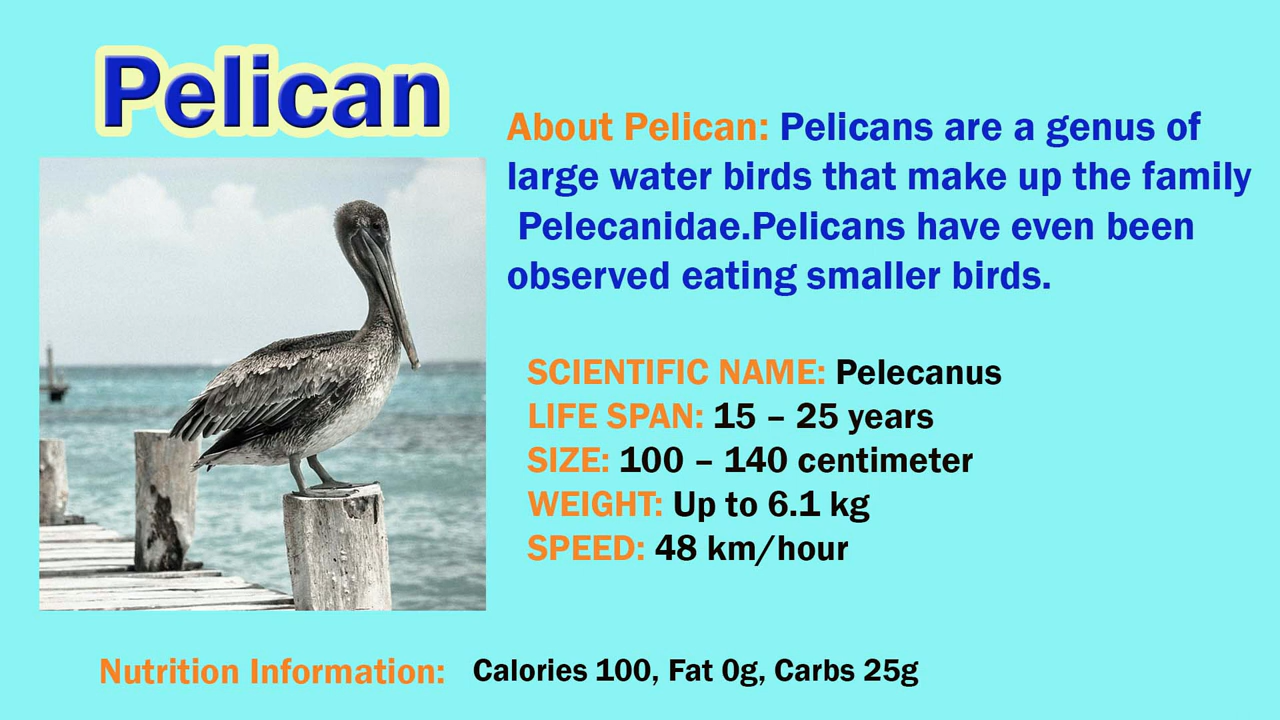 Pelican
About Pelican: Pelicans are a genus of
large water birds that make up the family
Pelecanidae.Pelicans have even been
observed eating smaller birds.
SCIENTIFIC NAME: Pelecanus
LIFE SPAN: 15 – 25 years
SIZE: 100 – 140 centimeter
WEIGHT: Up to 6.1 kg
SPEED: 48 km/hour
Nutrition Information: Calories 100, Fat 0g, Carbs 25g